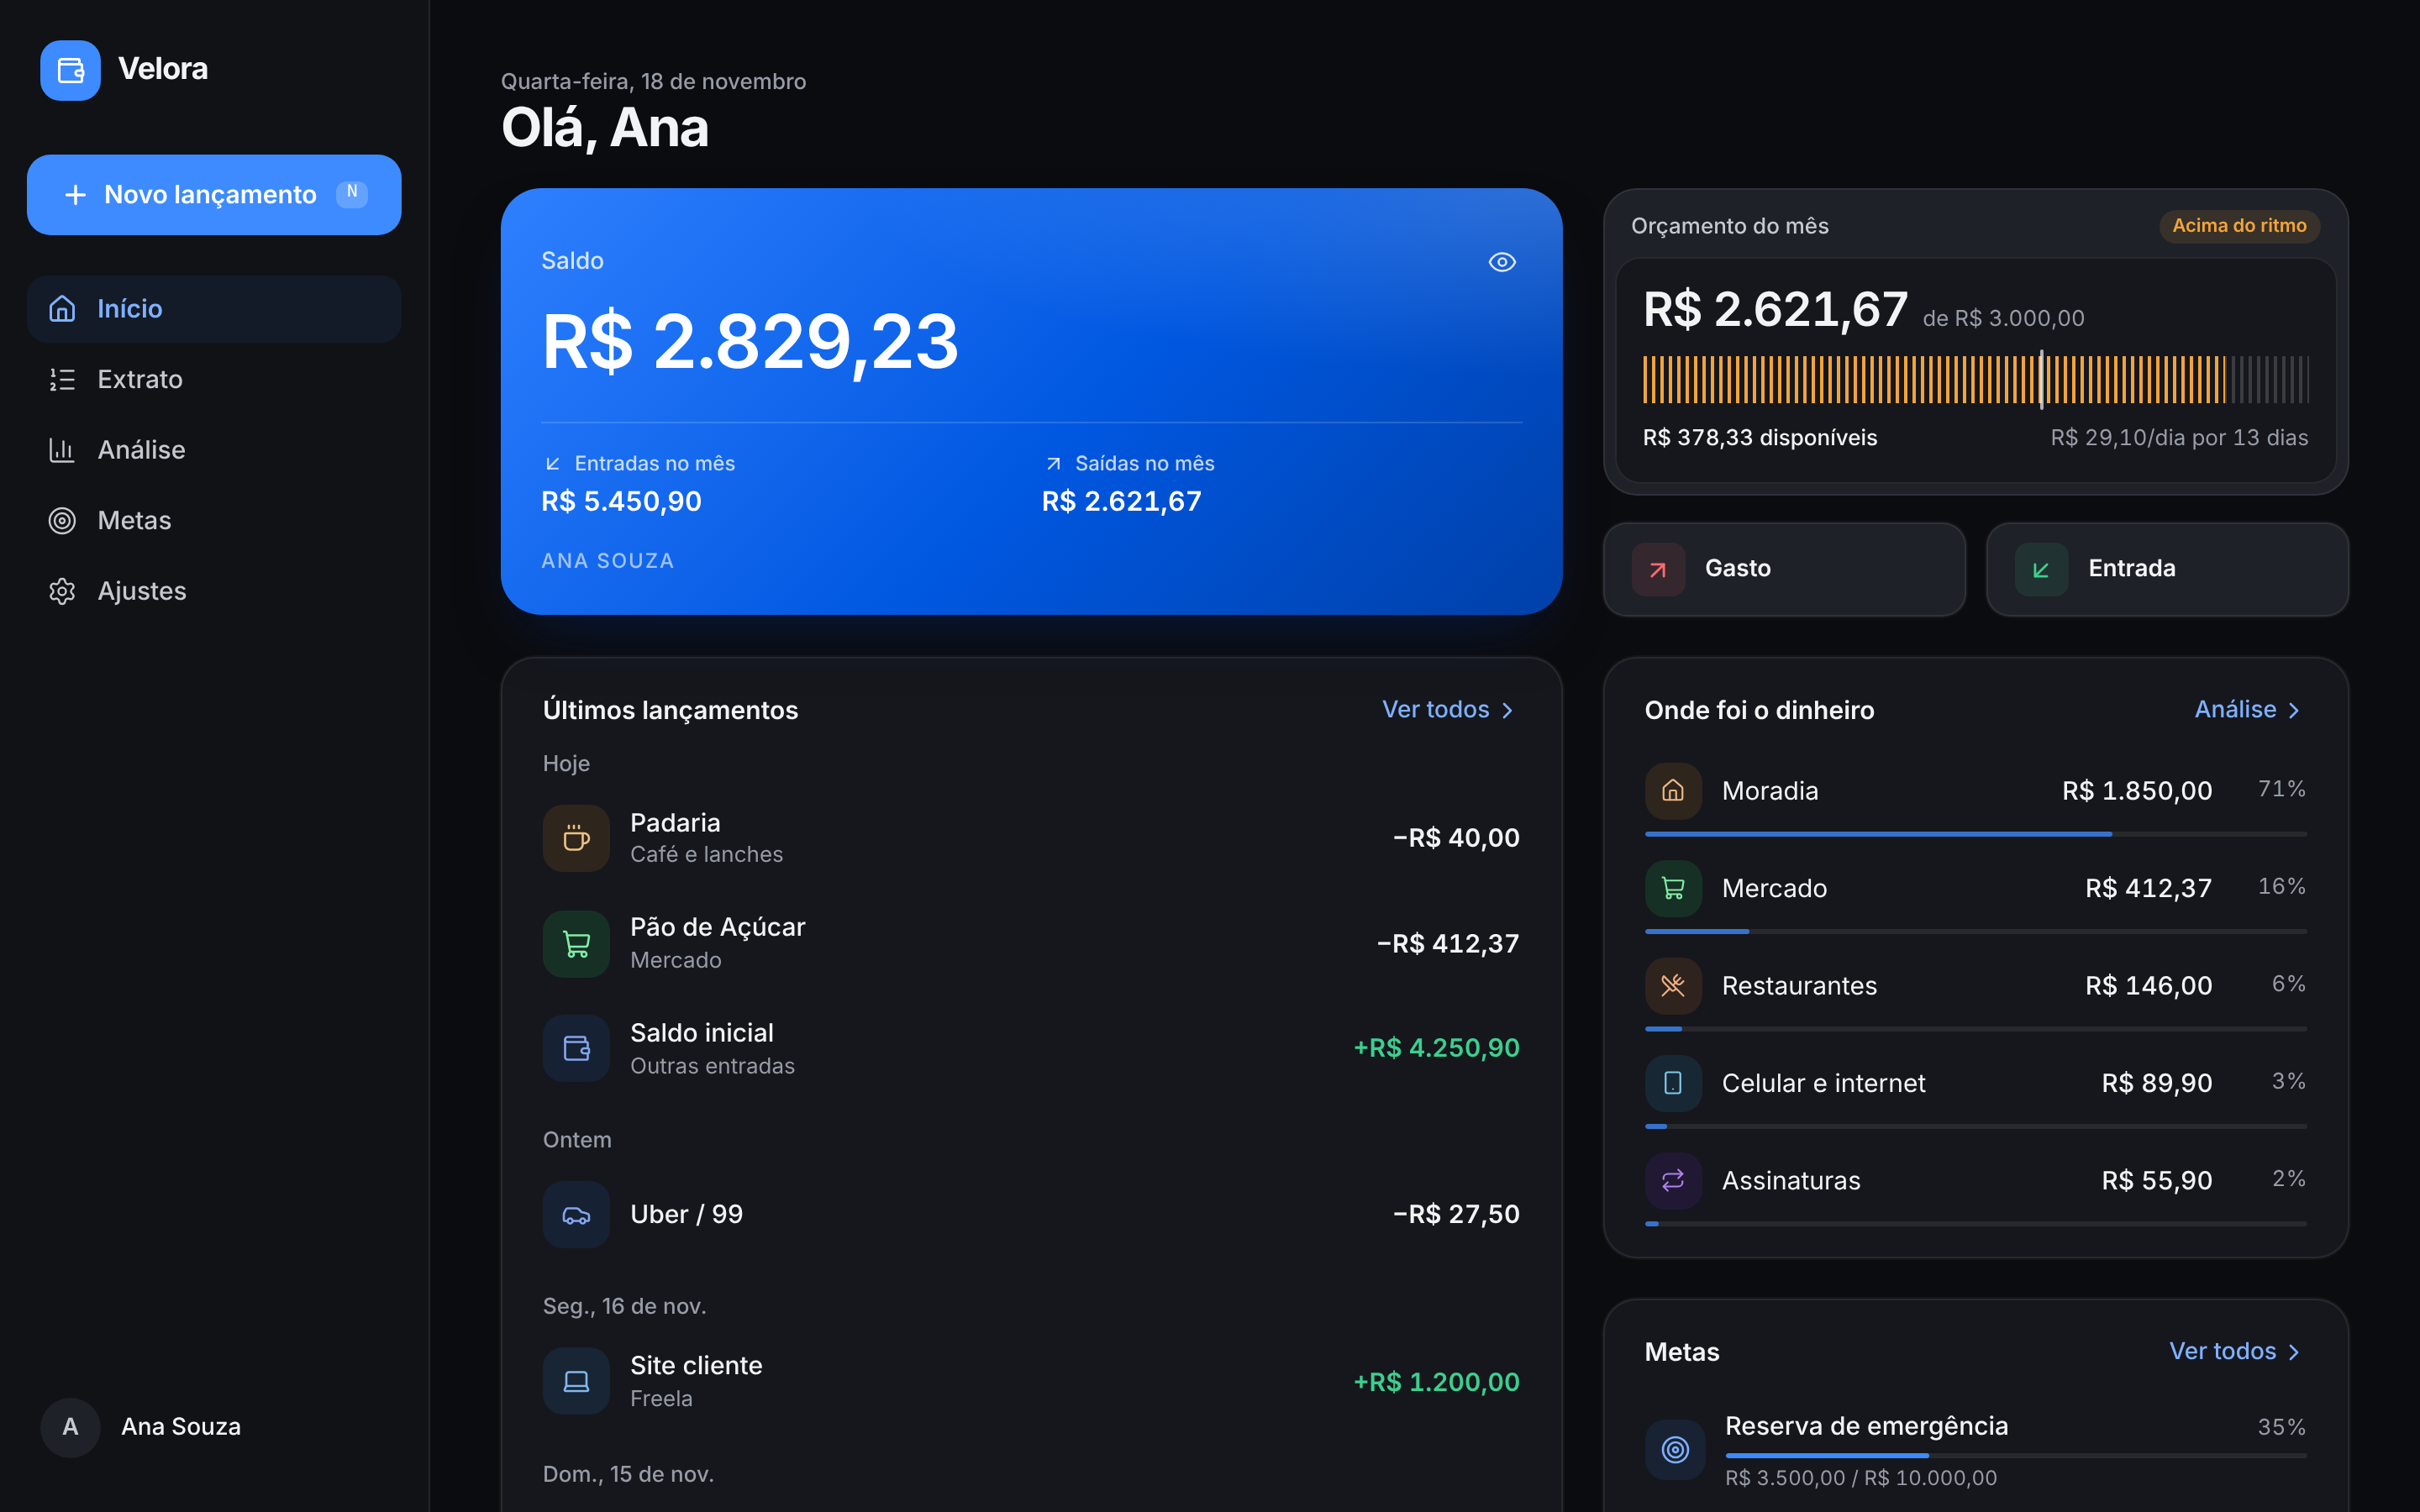 Velora
Novo lançamento N
Início
Extrato
Análise
Metas
Ajustes
A Ana Souza
Quarta-feira, 18 de novembro
Olá, Ana
Saldo
R$ 2.829,23
Entradas no mês
R$ 5.450,90
Saídas no mês
R$ 2.621,67
ANA SOUZA
Orçamento do mês Acima do ritmo
R$ 2.621,67 de R$ 3.000,00
R$ 378,33 disponíveis R$ 29,10/dia por 13 dias
Gasto
Entrada
Últimos lançamentos Ver todos
Hoje
Padaria −R$ 40,00
Café e lanches
Pão de Açúcar −R$ 412,37
Mercado
Saldo inicial +R$ 4.250,90
Outras entradas
Ontem
Uber / 99 −R$ 27,50
Seg., 16 de nov.
Site cliente +R$ 1.200,00
Freela
Dom., 15 de nov.
Onde foi o dinheiro Análise
Moradia R$ 1.850,00 71%
Mercado R$ 412,37 16%
Restaurantes R$ 146,00 6%
Celular e internet R$ 89,90 3%
Assinaturas R$ 55,90 2%
Metas Ver todos
Reserva de emergência 35%
R$ 3.500,00 / R$ 10.000,00